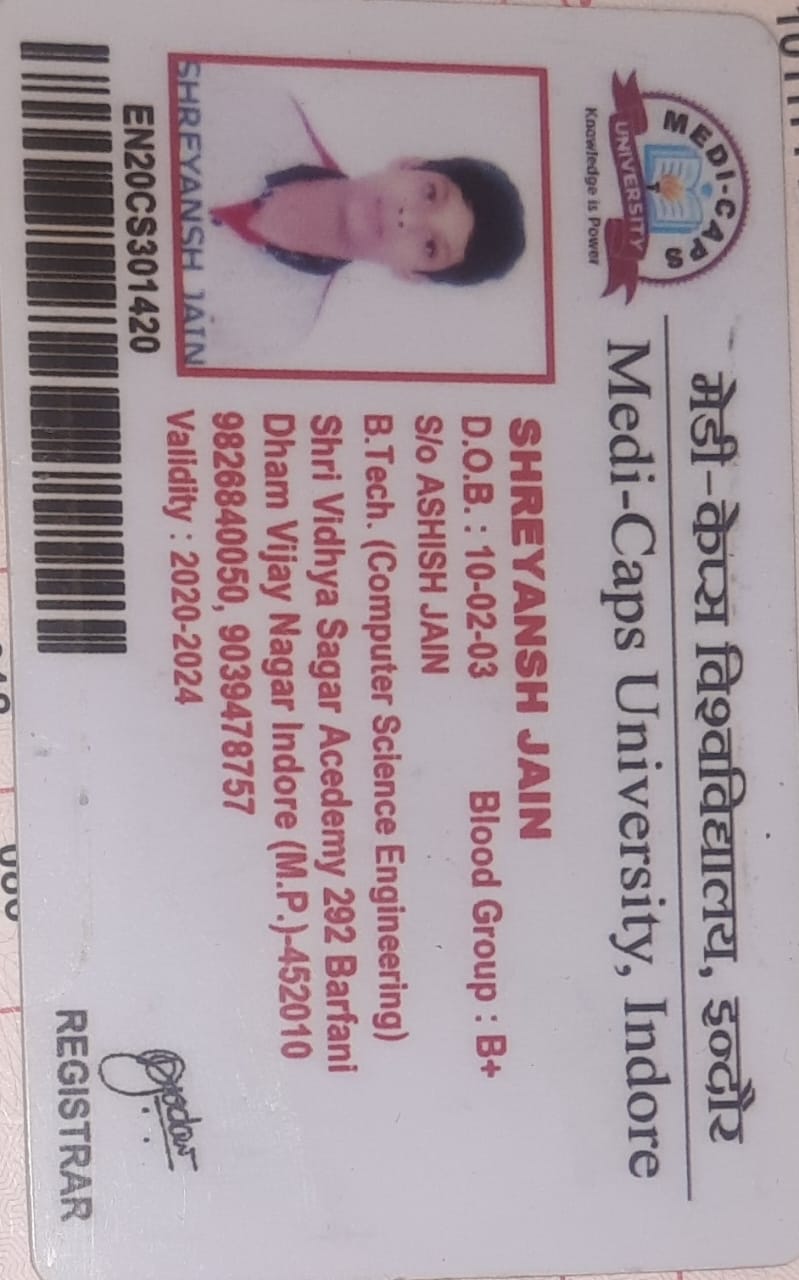 MEDI-CAPS
UNIVERSITY
Knowledge is Power
मेडी-केप्स विश्वविद्यालय, इन्दौर
Medi-Caps University, Indore
SHREYANSH JAIN
D.O.B. : 10-02-03 Blood Group : B+
S/o ASHISH JAIN
B.Tech. (Computer Science Engineering)
Shri Vidhya Sagar Acedemy 292 Barfani
Dham Vijay Nagar Indore (M.P.)-452010
9826840050, 9039478757
Validity : 2020-2024
SHREYANSH JAIN
EN20CS301420
REGISTRAR